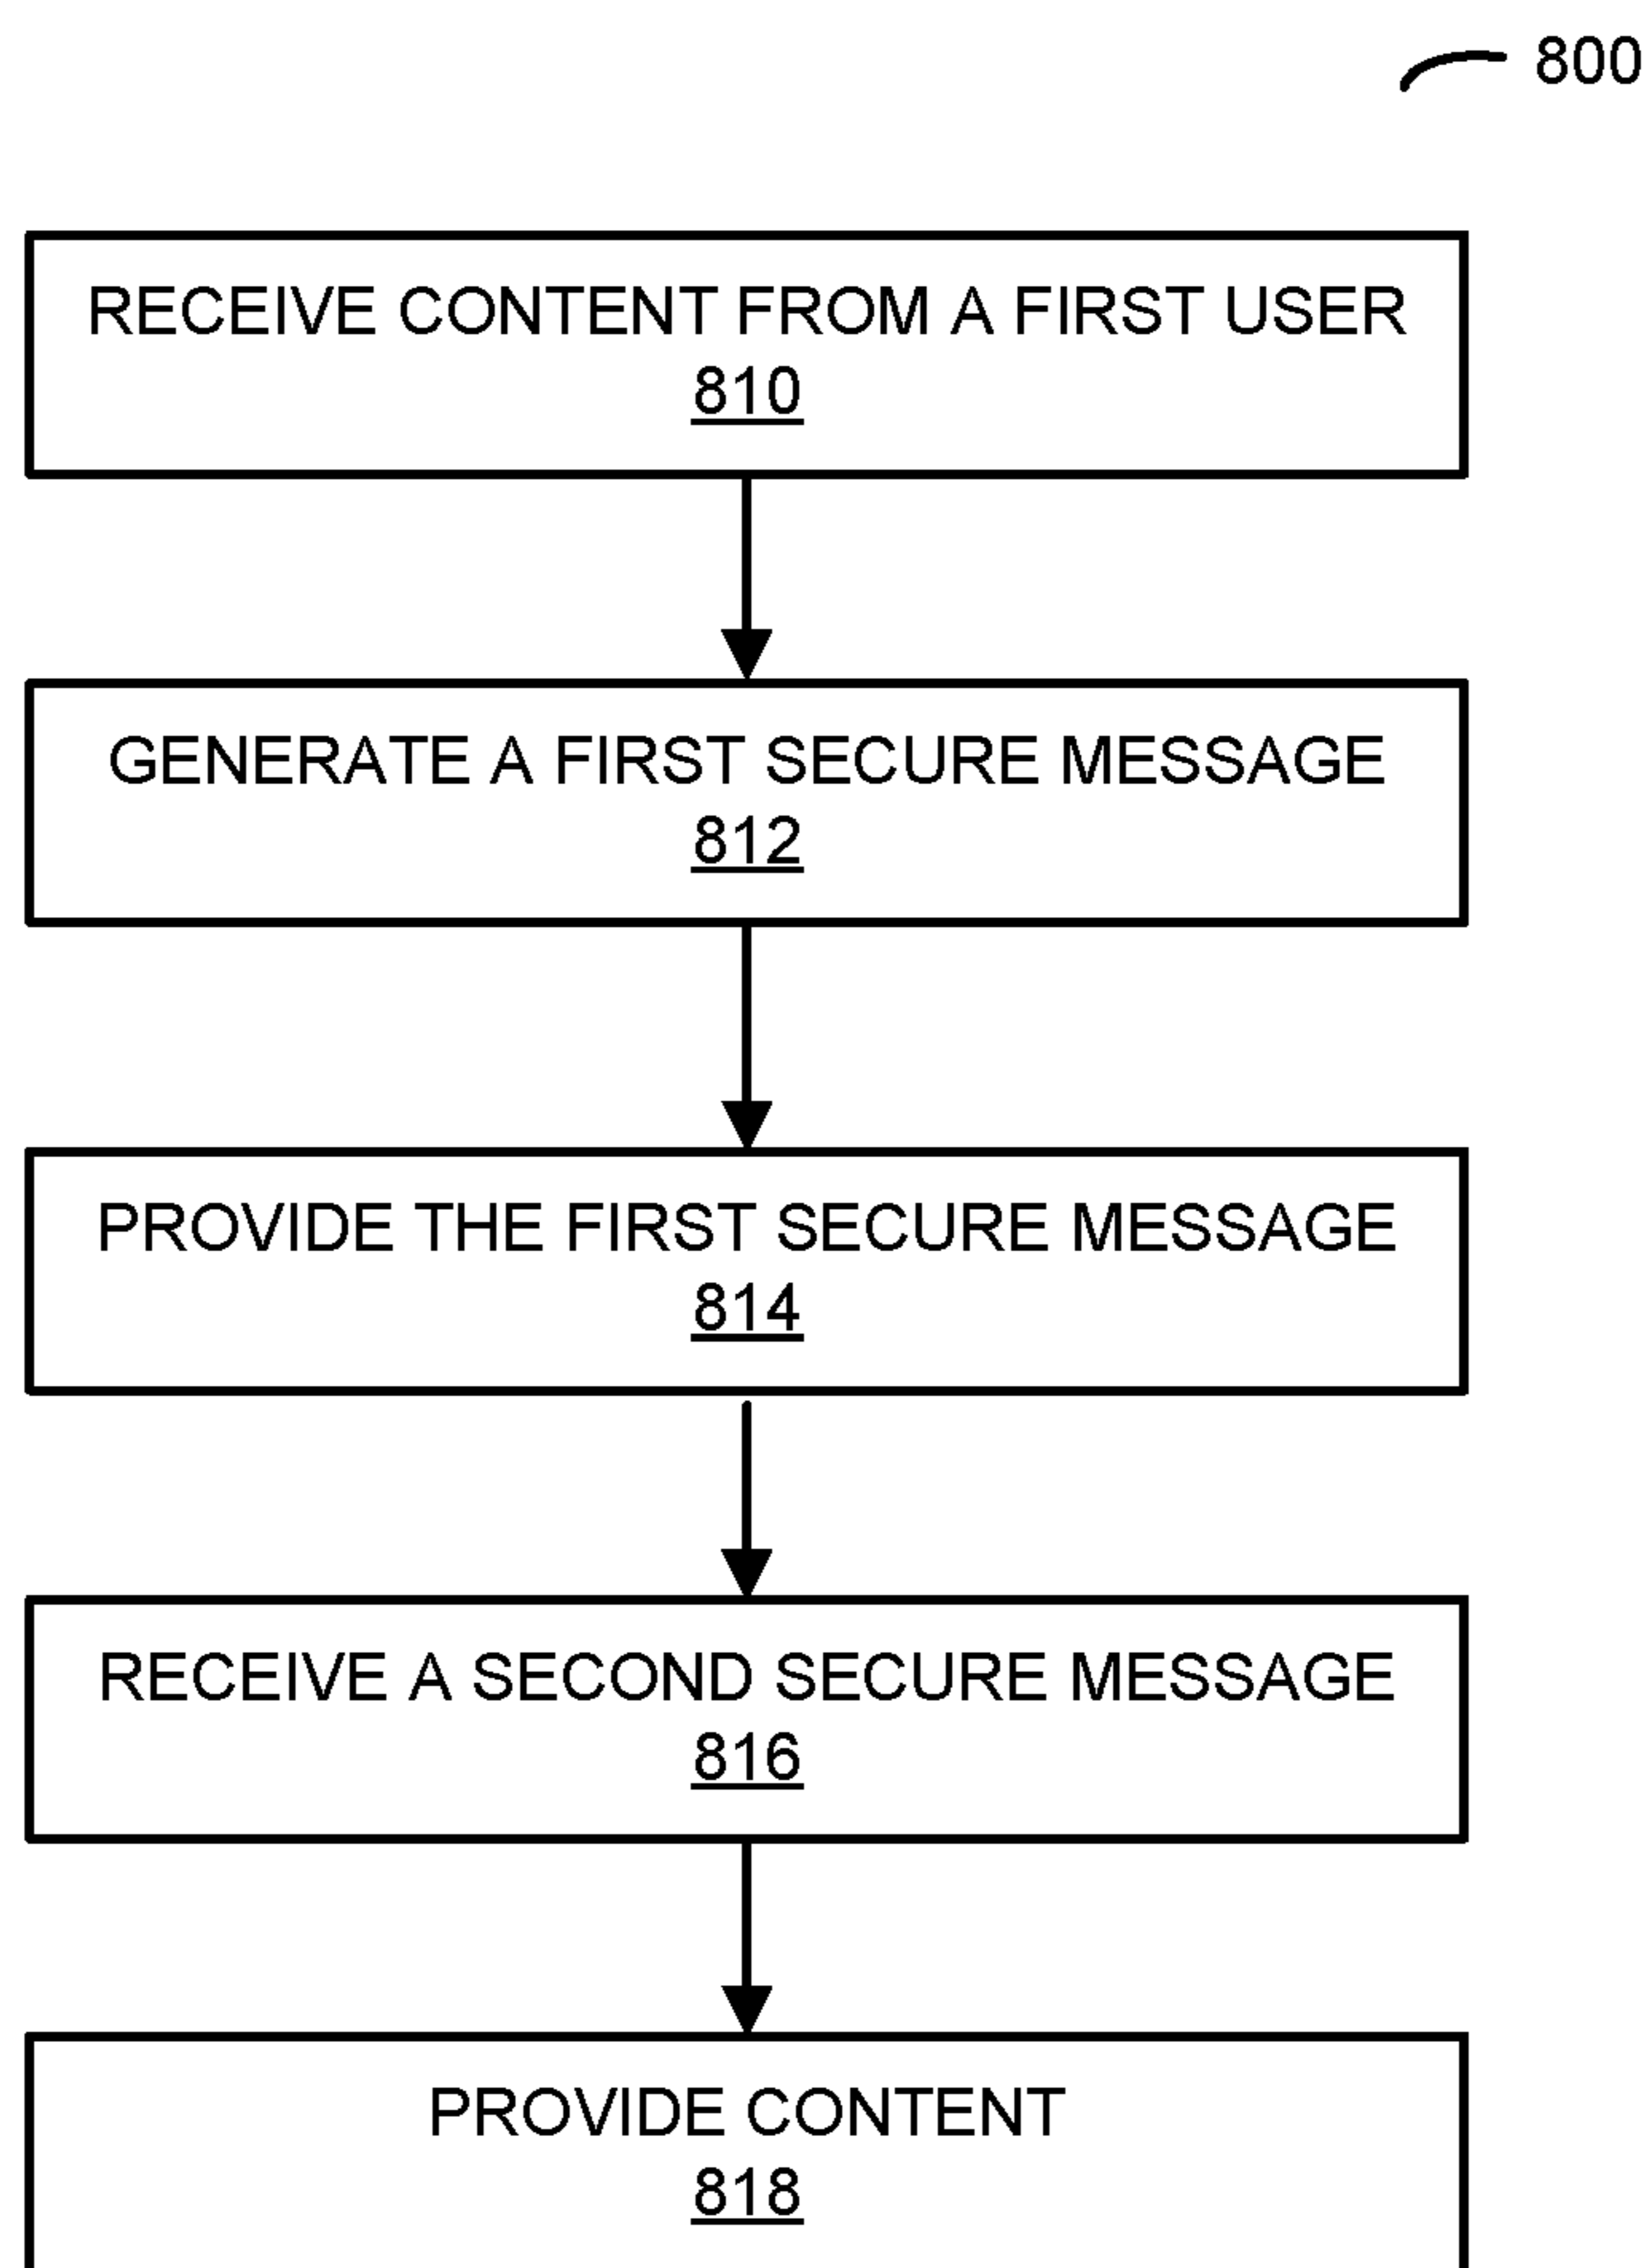 800
RECEIVE CONTENT FROM A FIRST USER
810
GENERATE A FIRST SECURE MESSAGE
812
PROVIDE THE FIRST SECURE MESSAGE
814
RECEIVE A SECOND SECURE MESSAGE
816
PROVIDE CONTENT
818